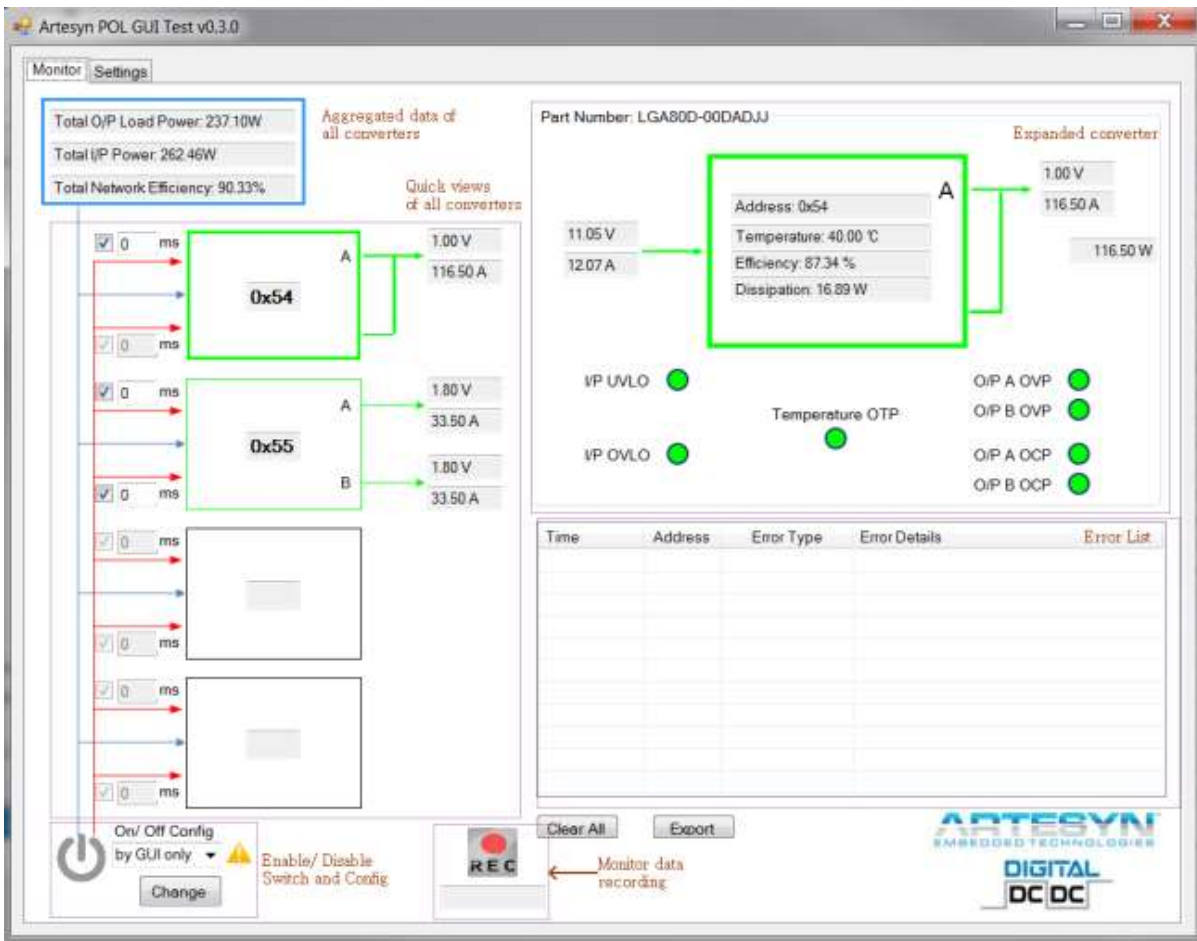 Artesyn POL GUI Test v0.3.0
Monitor
Settings
Total O/P Load Power: 237.10W
Total I/P Power: 262.46W
Total Network Efficiency: 90.33%
Aggregated data of
all converters
Quick views
of all converters
0 ms
0x54
A
1.00 V
116.50 A
0 ms
0 ms
0x55
A
1.80 V
33.50 A
B
1.80 V
33.50 A
0 ms
0 ms
0 ms
0 ms
0 ms
On/ Off Config
by GUI only
Change
Enable/ Disable
Switch and Config
REC
Monitor data
recording
Part Number: LGA80D-00DADJJ
Expanded converter
11.05 V
12.07 A
A
Address: 0x54
Temperature: 40.00 ℃
Efficiency: 87.34 %
Dissipation: 16.89 W
1.00 V
116.50 A
116.50 W
I/P UVLO
I/P OVLO
Temperature OTP
O/P A OVP
O/P B OVP
O/P A OCP
O/P B OCP
Time Address Error Type Error Details
Error List
Clear All
Export
ARTESYN
EMBEDDED TECHNOLOGIES
DIGITAL
DC DC